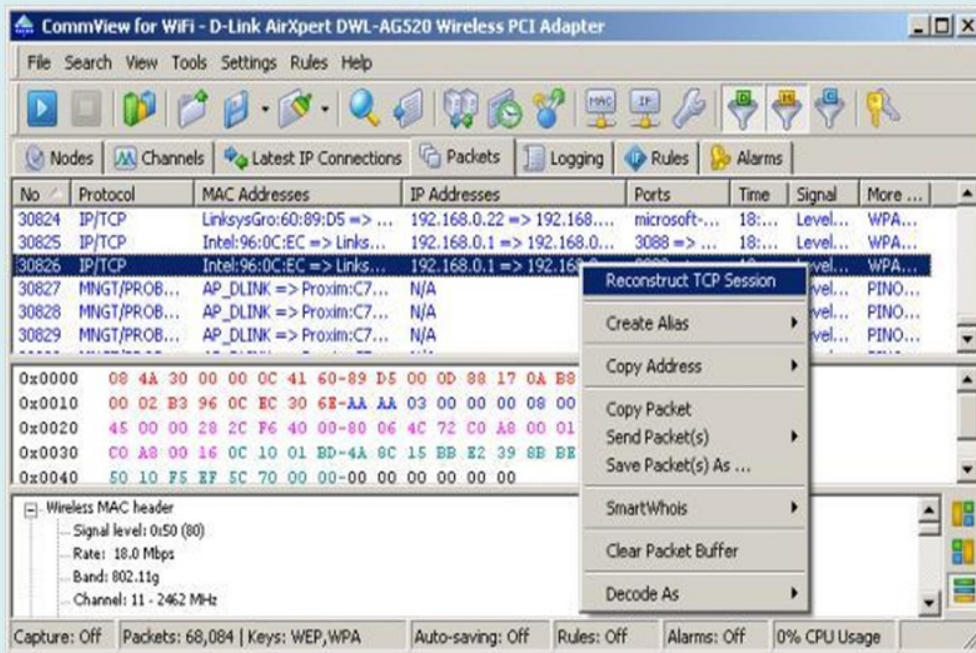 CommView for WiFi - D-Link AirXpert DWL-AG520 Wireless PCI Adapter
File Search View Tools Settings Rules Help
MAC IP D M C
Nodes Channels Latest IP Connections Packets Logging Rules Alarms
No Protocol MAC Addresses IP Addresses Ports Time Signal More ...
30824 IP/TCP LinksysGro:60:89:D5 => ... 192.168.0.22 => 192.168.... microsoft-... 18:... Level... WPA...
30825 IP/TCP Intel:96:0C:EC => Links... 192.168.0.1 => 192.168.0... 3088 => ... 18:... Level... WPA...
30826 IP/TCP Intel:96:0C:EC => Links... 192.168.0.1 => 192.168 WPA...
30827 MNGT/PROB... AP_DLINK => Proxim:C7... N/A PINO...
30828 MNGT/PROB... AP_DLINK => Proxim:C7... N/A PINO...
30829 MNGT/PROB... AP_DLINK => Proxim:C7... N/A PINO...
Reconstruct TCP Session
Create Alias
Copy Address
Copy Packet
Send Packet(s)
Save Packet(s) As ...
SmartWhois
Clear Packet Buffer
Decode As
0x0000 08 4A 30 00 00 0C 41 60-89 D5 00 0D 88 17 0A B8
0x0010 00 02 B3 96 0C EC 30 6E-AA AA 03 00 00 00 08 00
0x0020 45 00 00 28 2C F6 40 00-80 06 4C 72 C0 A8 00 01
0x0030 C0 A8 00 16 0C 10 01 BD-4A 8C 15 BB E2 39 8B BE
0x0040 50 10 F5 EF 5C 70 00 00-00 00 00 00 00 00
Wireless MAC header
Signal level: 0x50 (80)
Rate: 18.0 Mbps
Band: 802.11g
Channel: 11 - 2462 MHz
Capture: Off Packets: 68,084 Keys: WEP,WPA Auto-saving: Off Rules: Off Alarms: Off 0% CPU Usage